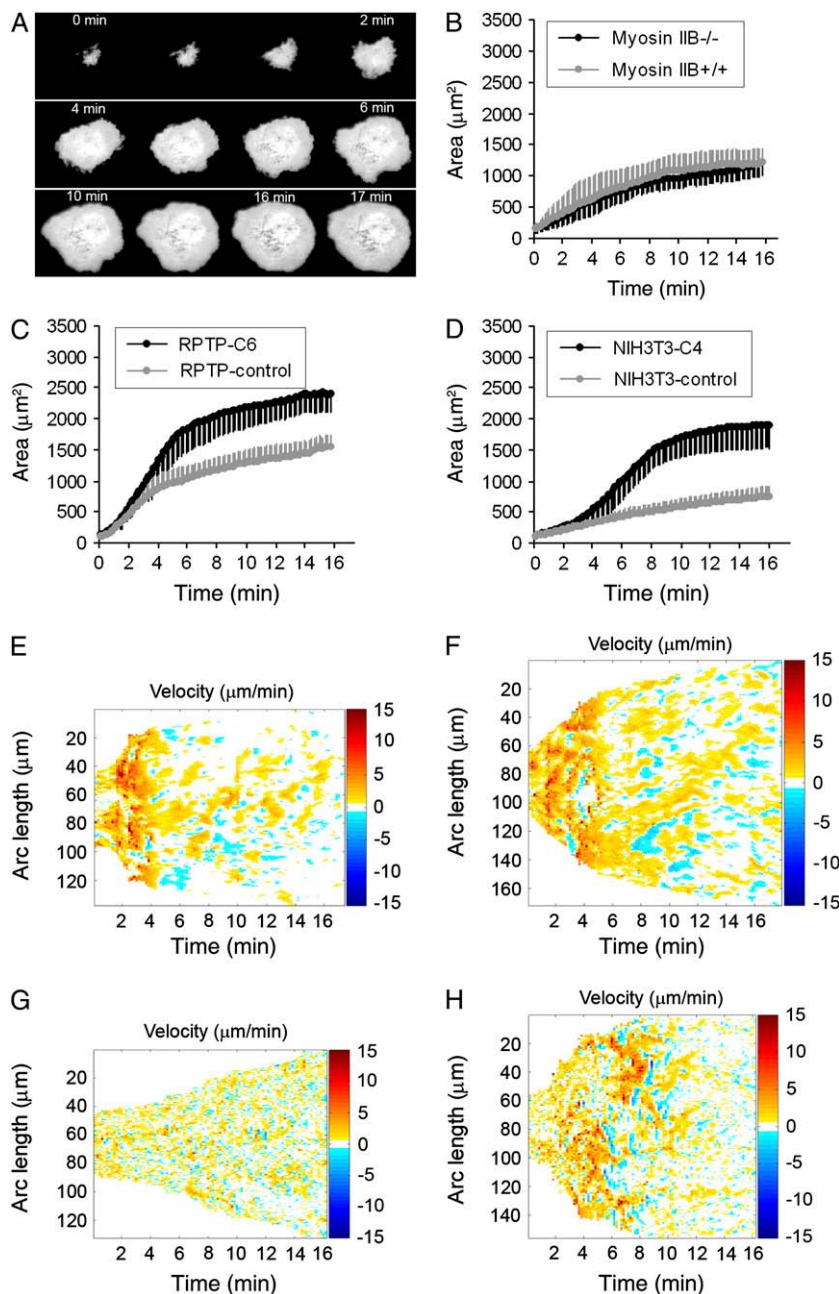 A
0 min 2 min
4 min 6 min
10 min 16 min 17 min
B
Myosin IIB-/-
Myosin IIB+/+
Area (μm²)
3500
3000
2500
2000
1500
1000
500
0
0 2 4 6 8 10 12 14 16
Time (min)
C
RPTP-C6
RPTP-control
Area (μm²)
3500
3000
2500
2000
1500
1000
500
0
0 2 4 6 8 10 12 14 16
Time (min)
D
NIH3T3-C4
NIH3T3-control
Area (μm²)
3500
3000
2500
2000
1500
1000
500
0
0 2 4 6 8 10 12 14 16
Time (min)
E
Velocity (μm/min)
Arc length (μm)
20
40
60
80
100
120
2 4 6 8 10 12 14 16
Time (min)
15
10
5
0
-5
-10
-15
F
Velocity (μm/min)
Arc length (μm)
20
40
60
80
100
120
140
160
2 4 6 8 10 12 14 16
Time (min)
15
10
5
0
-5
-10
-15
G
Velocity (μm/min)
Arc length (μm)
20
40
60
80
100
120
2 4 6 8 10 12 14 16
Time (min)
15
10
5
0
-5
-10
-15
H
Velocity (μm/min)
Arc length (μm)
20
40
60
80
100
120
140
2 4 6 8 10 12 14 16
Time (min)
15
10
5
0
-5
-10
-15